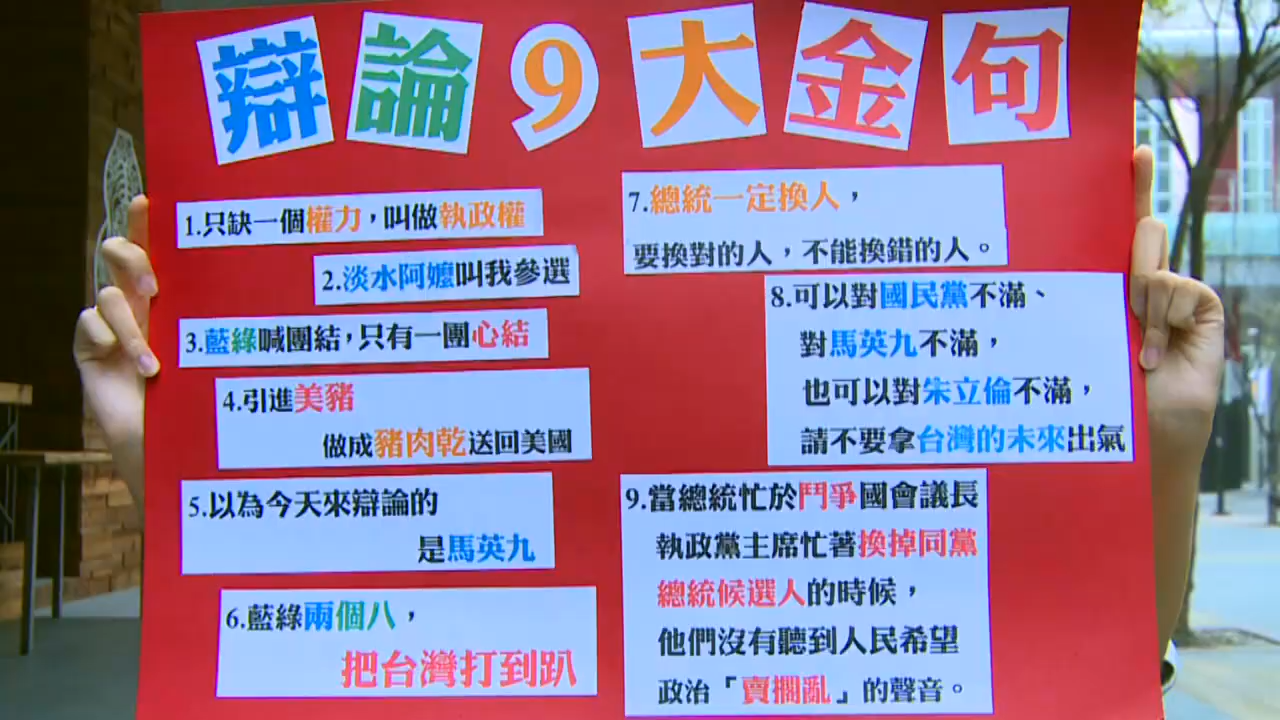 辯論9大金句
1.只缺一個權力，叫做執政權
2.淡水阿嬤叫我參選
3.藍綠喊團結，只有一團心結
4.引進美豬
做成豬肉乾送回美國
5.以為今天來辯論的
是馬英九
6.藍綠兩個八，
把台灣打到趴
7.總統一定換人，
要換對的人，不能換錯的人。
8.可以對國民黨不滿、
對馬英九不滿，
也可以對朱立倫不滿，
請不要拿台灣的未來出氣
9.當總統忙於鬥爭國會議長
執政黨主席忙著換掉同黨
總統候選人的時候，
他們沒有聽到人民希望
政治「賣擱亂」的聲音。